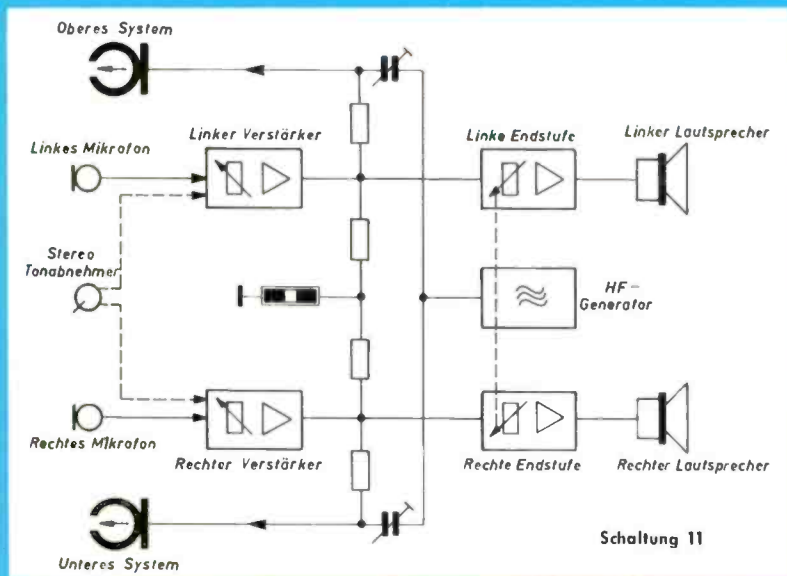 Oberes System
Linker Verstärker
Linke Endstufe
Linker Lautsprecher
Linkes Mikrofon
Stereo
Tonabnehmer
HF-
Generator
Rechtes Mikrofon
Rechter Verstärker
Rechte Endstufe
Rechter Lautsprecher
Unteres System
Schaltung 11